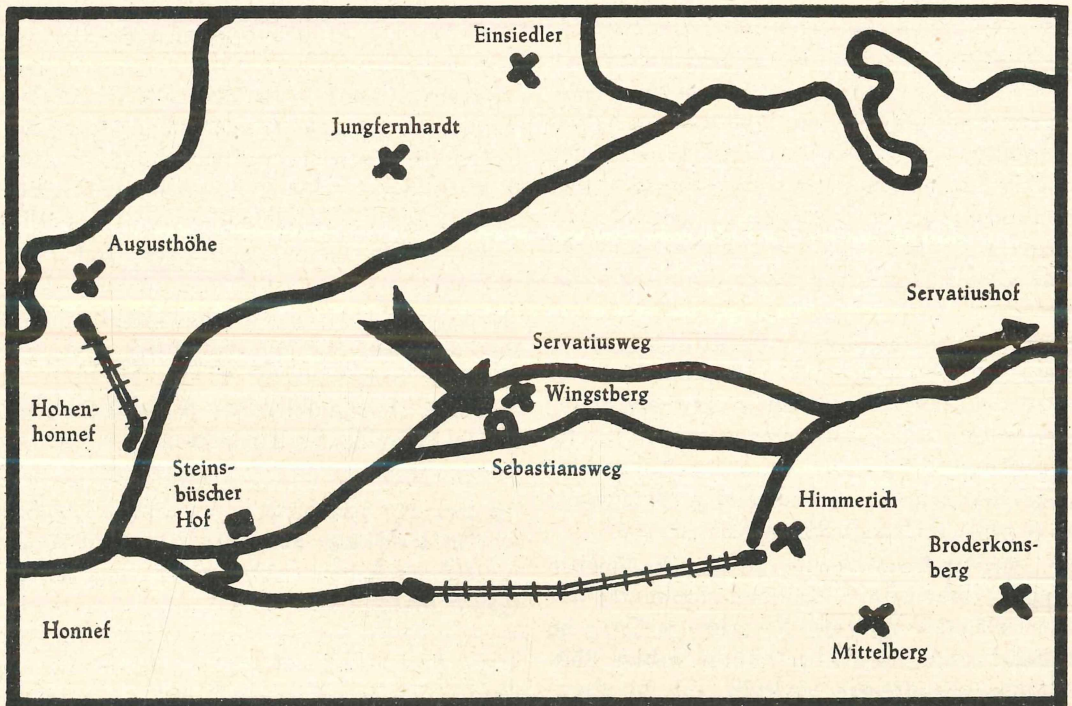 Einsiedler
Jungfernhardt
Augusthöhe
Servatiushof
Servatiusweg
Wingstberg
Hohen-
honnef
Sebastiansweg
Steins-
büscher
Hof
Himmerich
Broderkons-
berg
Honnef
Mittelberg